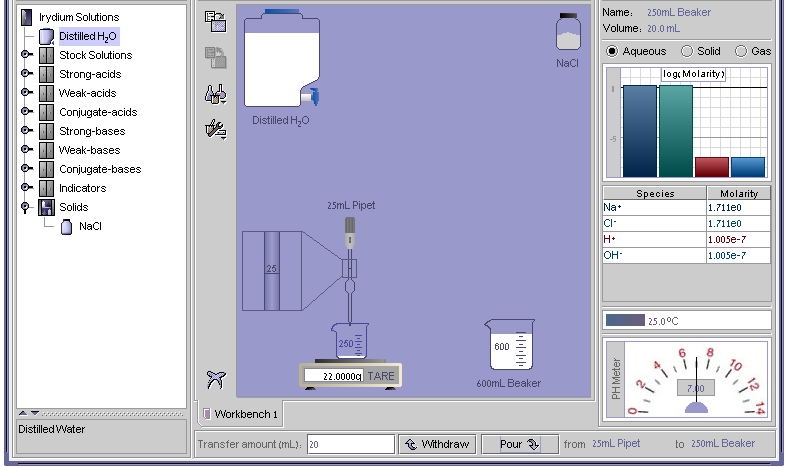 Irydium Solutions
Distilled H₂O
Stock Solutions
Strong-acids
Weak-acids
Conjugate-acids
Strong-bases
Weak-bases
Conjugate-bases
Indicators
Solids
NaCl
Distilled Water
Distilled H₂O
NaCl
25mL Pipet
25
250
22.0000g TARE
600
600mL Beaker
Workbench 1
Transfer amount (mL): 20 Withdraw Pour from 25mL Pipet to 250mL Beaker
Name: 250mL Beaker
Volume: 20.0 mL
Aqueous Solid Gas
log(Molarity)
1
-5
Species Molarity
Na⁺ 1.711e0
Cl⁻ 1.711e0
H⁺ 1.005e-7
OH⁻ 1.005e-7
25.0ºC
PH Meter
0 2 4 6 8 10 12 14
7.00